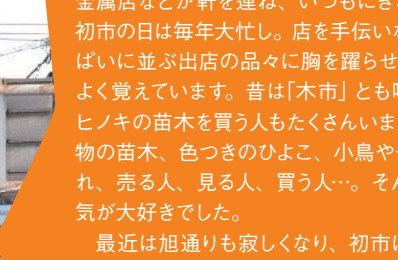 金属店などが軒を連ね、いつもにぎ
初市の日は毎年大忙し。店を手伝い
ぱいに並ぶ出店の品々に胸を躍らせ
よく覚えています。昔は「木市」とも
ヒノキの苗木を買う人もたくさんいま
物の苗木、色つきのひよこ、小鳥や
れ、売る人、見る人、買う人…。そん
気が大好きでした。
最近は旭通りも寂しくなり、初市に